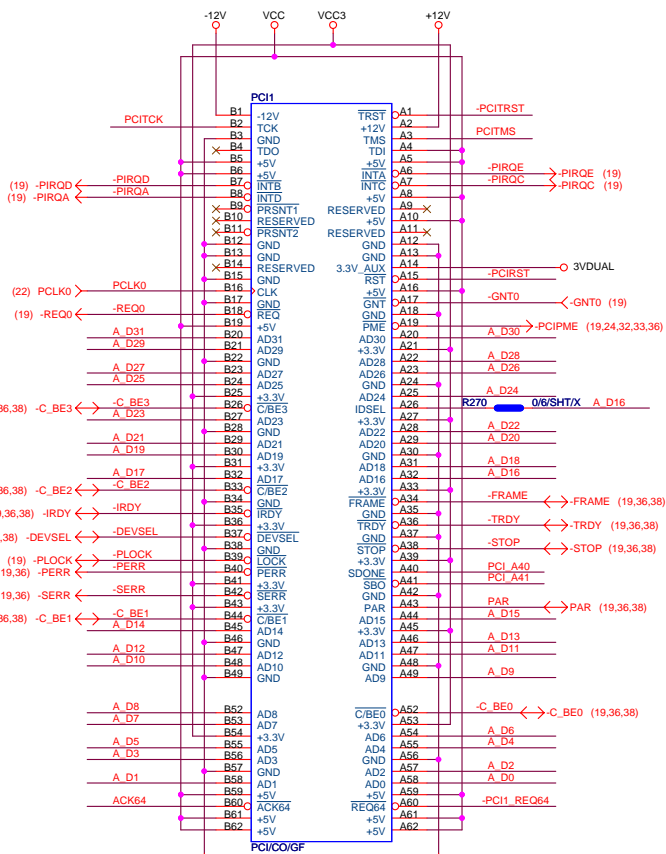 -12V VCC VCC3 +12V
PCI1
B1 -12V TRST A1 -PCITRST
PCITCK B2 TCK +12V A2
B3 GND TMS A3 PCITMS
B4 TDO TDI A4
B5 +5V +5V A5
B6 +5V INTA A6 -PIRQE -PIRQE (19)
(19) -PIRQD -PIRQD B7 INTB INTC A7 -PIRQC -PIRQC (19)
(19) -PIRQA -PIRQA B8 INTD +5V A8
B9 PRSNT1 RESERVED A9
B10 RESERVED +5V A10
B11 PRSNT2 RESERVED A11
B12 GND GND A12
B13 GND GND A13
B14 RESERVED 3.3V_AUX A14 3VDUAL
B15 GND RST A15 -PCIRST
(22) PCLK0 PCLK0 B16 CLK +5V A16
B17 GND GNT A17 -GNT0 -GNT0 (19)
(19) -REQ0 -REQ0 B18 REQ GND A18
B19 +5V PME A19 -PCIPME (19,24,32,33,36)
A_D31 B20 AD31 AD30 A20 A_D30
A_D29 B21 AD29 +3.3V A21
B22 GND AD28 A22 A_D28
A_D27 B23 AD27 AD26 A23 A_D26
A_D25 B24 AD25 GND A24
B25 +3.3V AD24 A25 A_D24
36,38) -C_BE3 -C_BE3 B26 C/BE3 IDSEL A26 R270 0/6/SHT/X A_D16
A_D23 B27 AD23 +3.3V A27
B28 GND AD22 A28 A_D22
A_D21 B29 AD21 AD20 A29 A_D20
A_D19 B30 AD19 GND A30
B31 +3.3V AD18 A31 A_D18
A_D17 B32 AD17 AD16 A32 A_D16
36,38) -C_BE2 -C_BE2 B33 C/BE2 +3.3V A33
B34 GND FRAME A34 -FRAME -FRAME (19,36,38)
,36,38) -IRDY -IRDY B35 IRDY GND A35
B36 +3.3V TRDY A36 -TRDY -TRDY (19,36,38)
,38) -DEVSEL -DEVSEL B37 DEVSEL GND A37
B38 GND STOP A38 -STOP -STOP (19,36,38)
(19) -PLOCK -PLOCK B39 LOCK +3.3V A39
19,36) -PERR -PERR B40 PERR SDONE A40 PCI_A40
B41 +3.3V SBO A41 PCI_A41
19,36) -SERR -SERR B42 SERR GND A42
B43 +3.3V PAR A43 PAR PAR (19,36,38)
36,38) -C_BE1 -C_BE1 B44 C/BE1 AD15 A44 A_D15
A_D14 B45 AD14 +3.3V A45
B46 GND AD13 A46 A_D13
A_D12 B47 AD12 AD11 A47 A_D11
A_D10 B48 AD10 GND A48
B49 GND AD9 A49 A_D9
A_D8 B52 AD8 C/BE0 A52 -C_BE0 -C_BE0 (19,36,38)
A_D7 B53 AD7 +3.3V A53
B54 +3.3V AD6 A54 A_D6
A_D5 B55 AD5 AD4 A55 A_D4
A_D3 B56 AD3 GND A56
B57 GND AD2 A57 A_D2
A_D1 B58 AD1 AD0 A58 A_D0
B59 +5V +5V A59
ACK64 B60 ACK64 REQ64 A60 -PCI1_REQ64
B61 +5V +5V A61
B62 +5V +5V A62
PCI/CO/GF